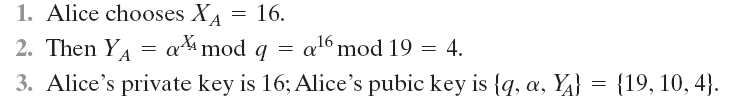 1. Alice chooses X_A = 16.
2. Then Y_A = α^{X_A} mod q = α^{16} mod 19 = 4.
3. Alice's private key is 16; Alice's pubic key is {q, α, Y_A} = {19, 10, 4}.